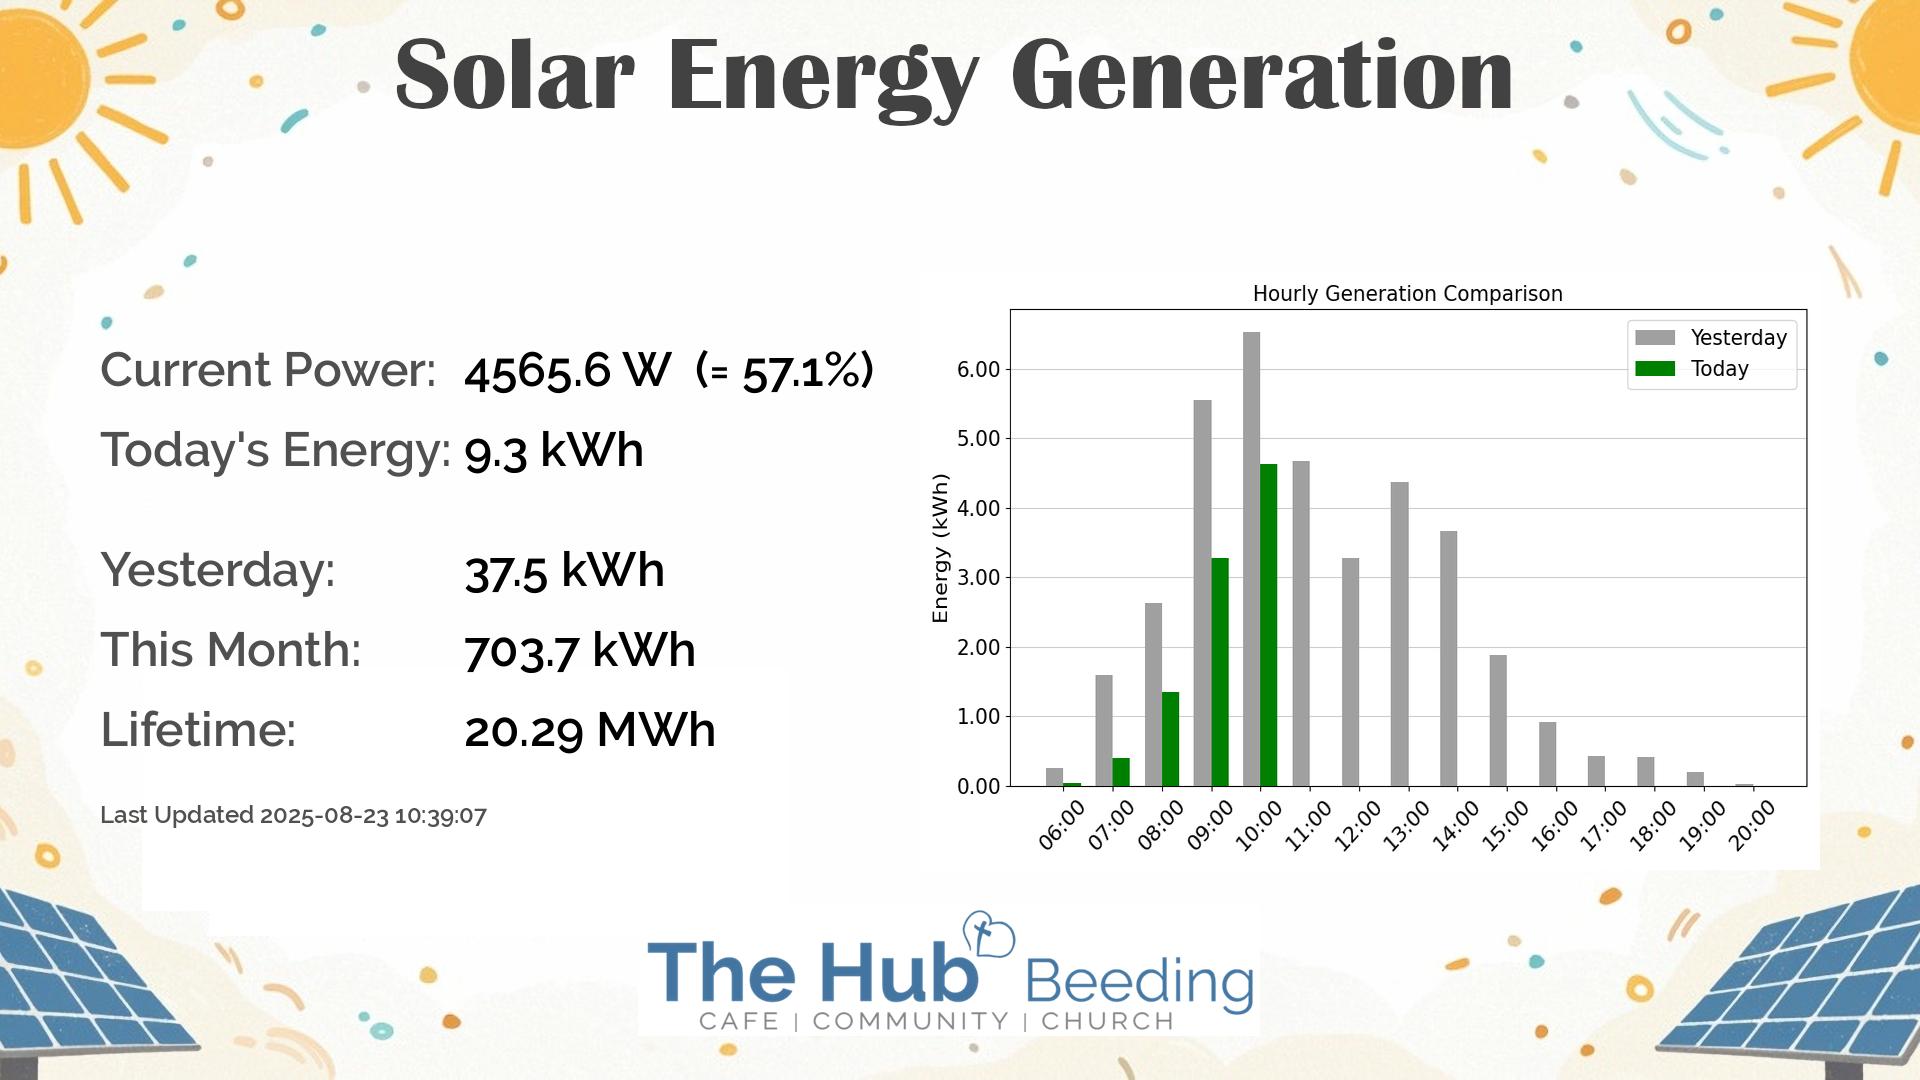 Solar Energy Generation
Current Power: 4565.6 W (= 57.1%)
Today's Energy: 9.3 kWh
Yesterday: 37.5 kWh
This Month: 703.7 kWh
Lifetime: 20.29 MWh
Last Updated 2025-08-23 10:39:07
Hourly Generation Comparison
Yesterday
Today
Energy (kWh)
6.00
5.00
4.00
3.00
2.00
1.00
0.00
06:00 07:00 08:00 09:00 10:00 11:00 12:00 13:00 14:00 15:00 16:00 17:00 18:00 19:00 20:00
The Hub Beeding
CAFE | COMMUNITY | CHURCH